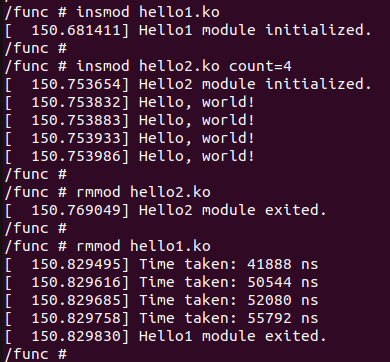 /func # insmod hello1.ko
[  150.681411] Hello1 module initialized.
/func #
/func # insmod hello2.ko count=4
[  150.753654] Hello2 module initialized.
[  150.753832] Hello, world!
[  150.753883] Hello, world!
[  150.753933] Hello, world!
[  150.753986] Hello, world!
/func #
/func # rmmod hello2.ko
[  150.769049] Hello2 module exited.
/func #
/func # rmmod hello1.ko
[  150.829495] Time taken: 41888 ns
[  150.829616] Time taken: 50544 ns
[  150.829685] Time taken: 52080 ns
[  150.829758] Time taken: 55792 ns
[  150.829830] Hello1 module exited.
/func #